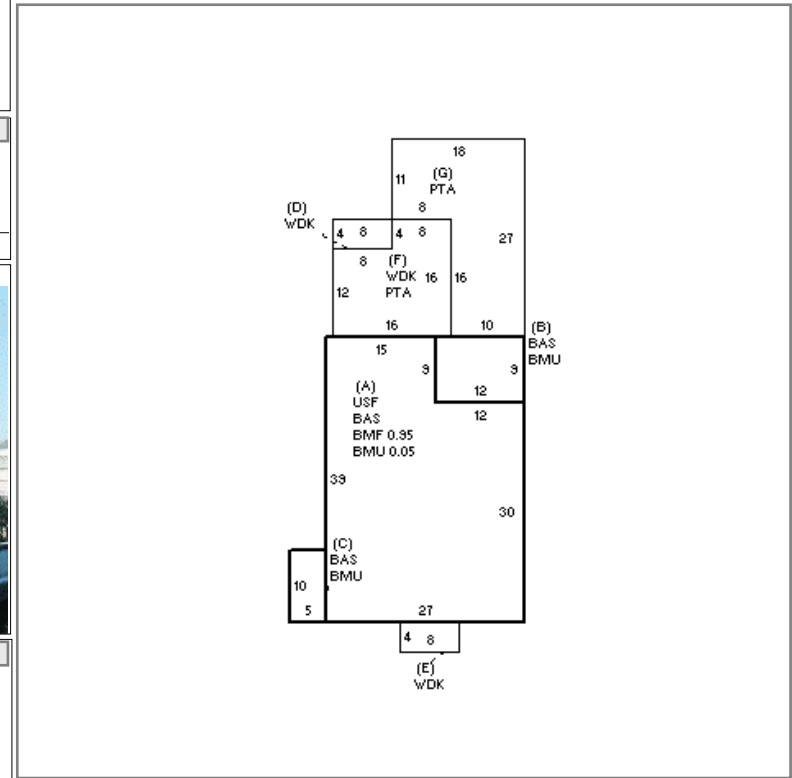 18
(G)
PTA
11
8
(D)
WDK
4 8 4 8
27
8
(F)
WDK 16 16
PTA
12
16 10
(B)
BAS
BMU
15
9 9
12
(A)
USF
BAS
BMF 0.95
BMU 0.05
12
39
30
(C)
BAS
BMU
10
5 27
4 8
(E)
WDK